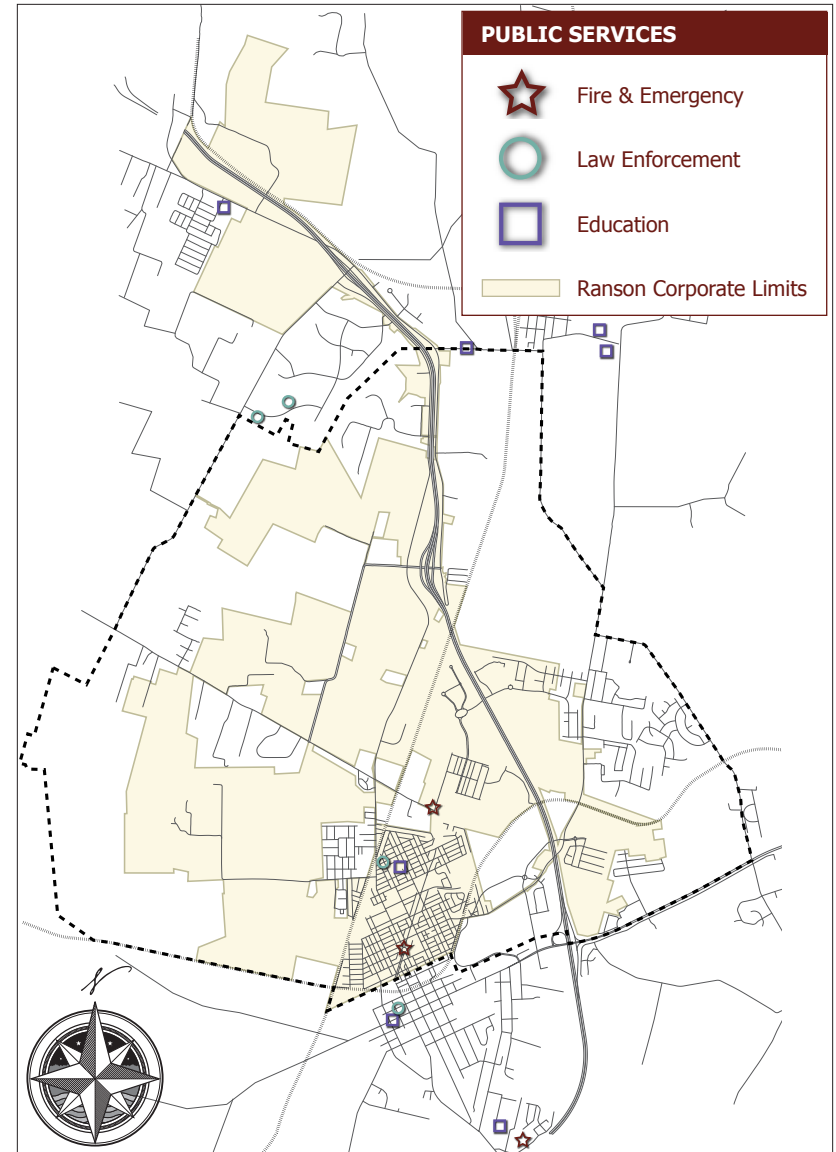 PUBLIC SERVICES
Fire & Emergency
Law Enforcement
Education
Ranson Corporate Limits
N